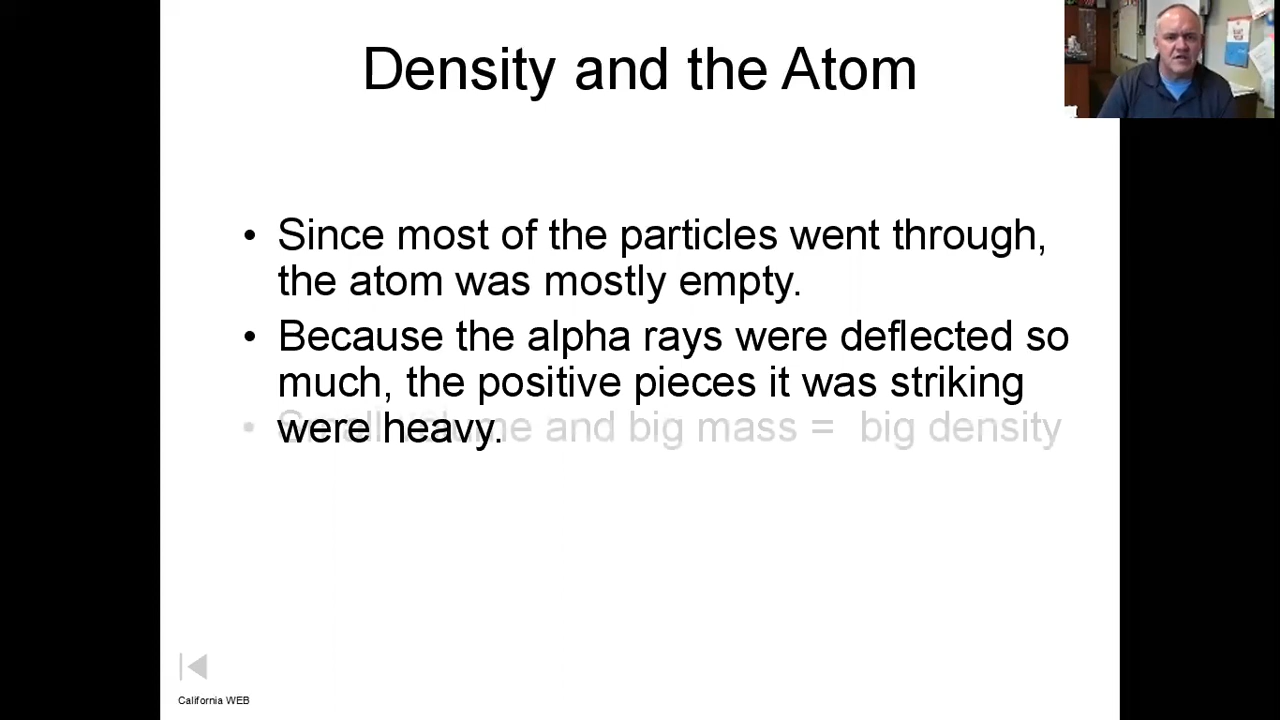 Density and the Atom
• Since most of the particles went through,
the atom was mostly empty.
• Because the alpha rays were deflected so
much, the positive pieces it was striking
were heavy.
• Small volume and big mass = big density
California WEB